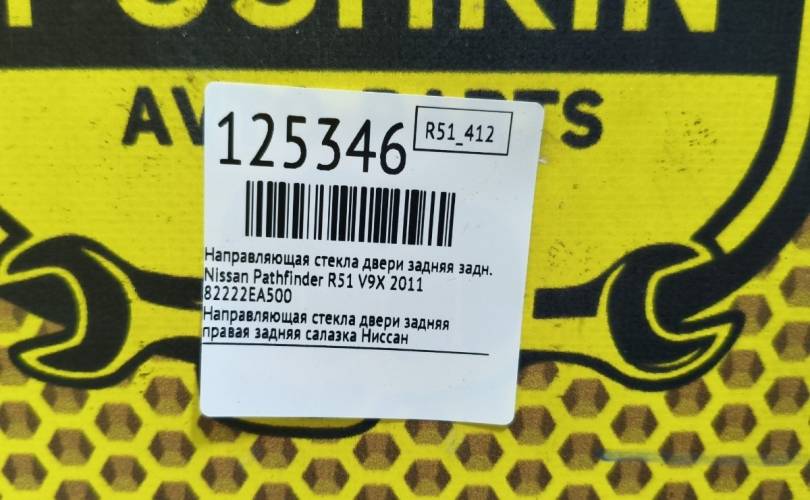 PUSHKIN
125346
R51_412
Направляющая стекла двери задняя задн.
Nissan Pathfinder R51 V9X 2011
82222EA500
Направляющая стекла двери задняя
правая задняя салазка Ниссан